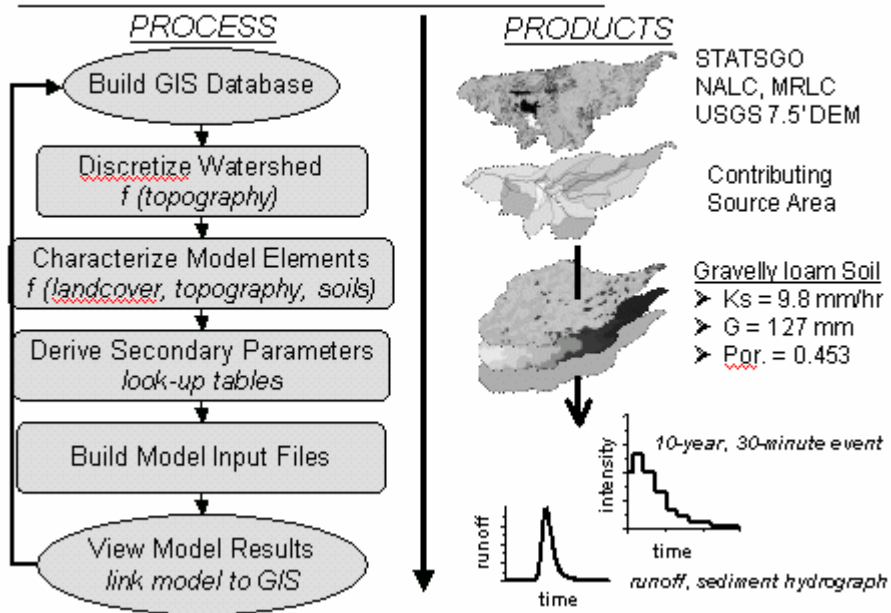 PROCESS
Build GIS Database
Discretize Watershed
f (topography)
Characterize Model Elements
f (landcover, topography, soils)
Derive Secondary Parameters
look-up tables
Build Model Input Files
View Model Results
link model to GIS
PRODUCTS
STATSGO
NALC, MRLC
USGS 7.5' DEM
Contributing
Source Area
Gravelly loam Soil
➤ Ks = 9.8 mm/hr
➤ G = 127 mm
➤ Por. = 0.453
10-year, 30-minute event
intensity
time
runoff
time
runoff, sediment hydrograph